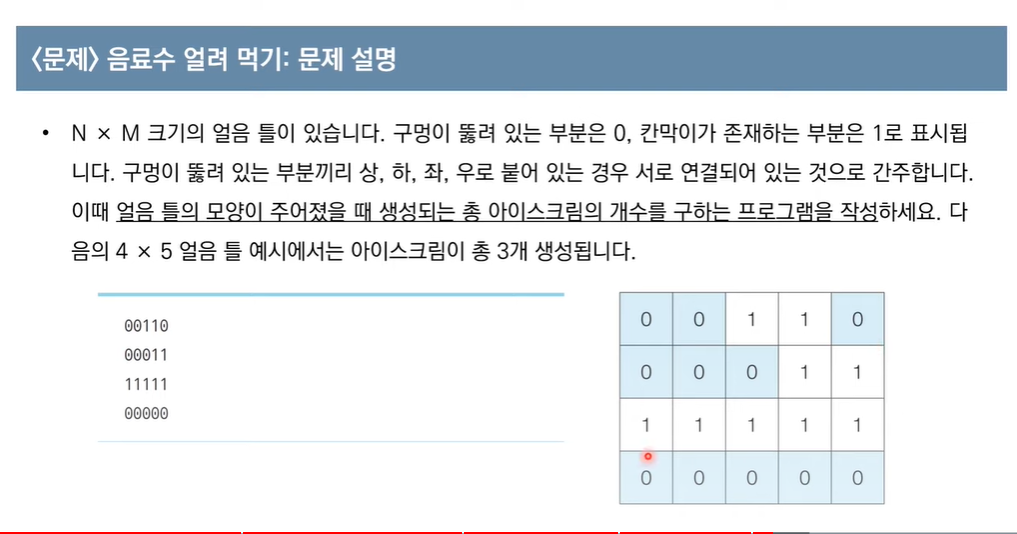 〈문제〉 음료수 얼려 먹기: 문제 설명
• N × M 크기의 얼음 틀이 있습니다. 구멍이 뚫려 있는 부분은 0, 칸막이가 존재하는 부분은 1로 표시됩
니다. 구멍이 뚫려 있는 부분끼리 상, 하, 좌, 우로 붙어 있는 경우 서로 연결되어 있는 것으로 간주합니다.
이때 얼음 틀의 모양이 주어졌을 때 생성되는 총 아이스크림의 개수를 구하는 프로그램을 작성하세요. 다
음의 4 × 5 얼음 틀 예시에서는 아이스크림이 총 3개 생성됩니다.
00110
00011
11111
00000
0 0 1 1 0
0 0 0 1 1
1 1 1 1 1
0 0 0 0 0